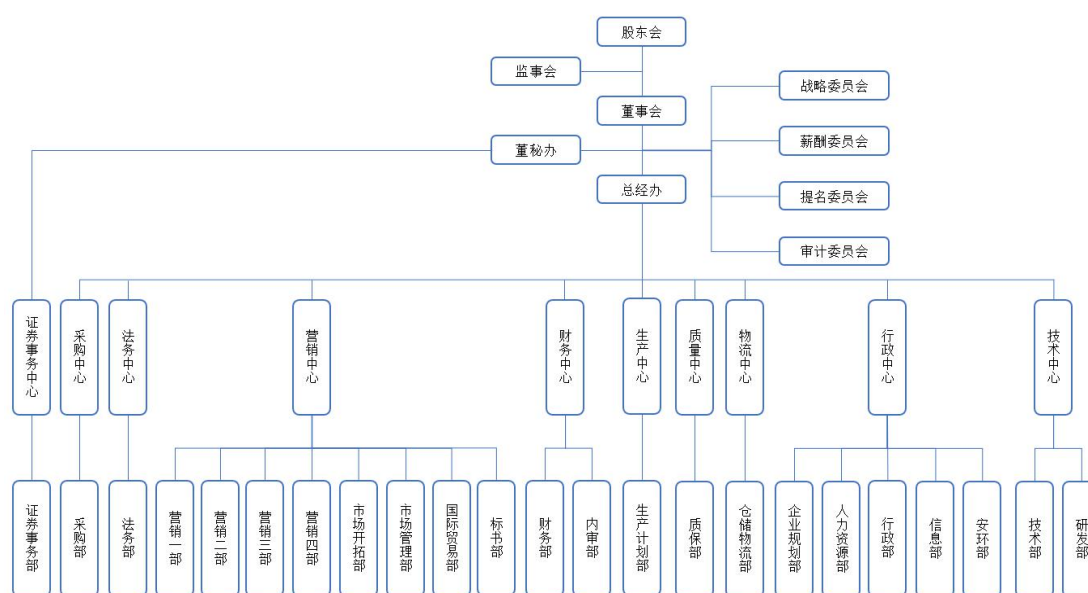 股东会
监事会
董事会
董秘办
总经办
战略委员会
薪酬委员会
提名委员会
审计委员会
证券事务中心
采购中心
法务中心
营销中心
财务中心
生产中心
质量中心
物流中心
行政中心
技术中心
证券事务部
采购部
法务部
营销一部
营销二部
营销三部
营销四部
市场开拓部
市场管理部
国际贸易部
标书部
财务部
内审部
生产计划部
质保部
仓储物流部
企业规划部
人力资源部
行政部
信息部
安环部
技术部
研发部